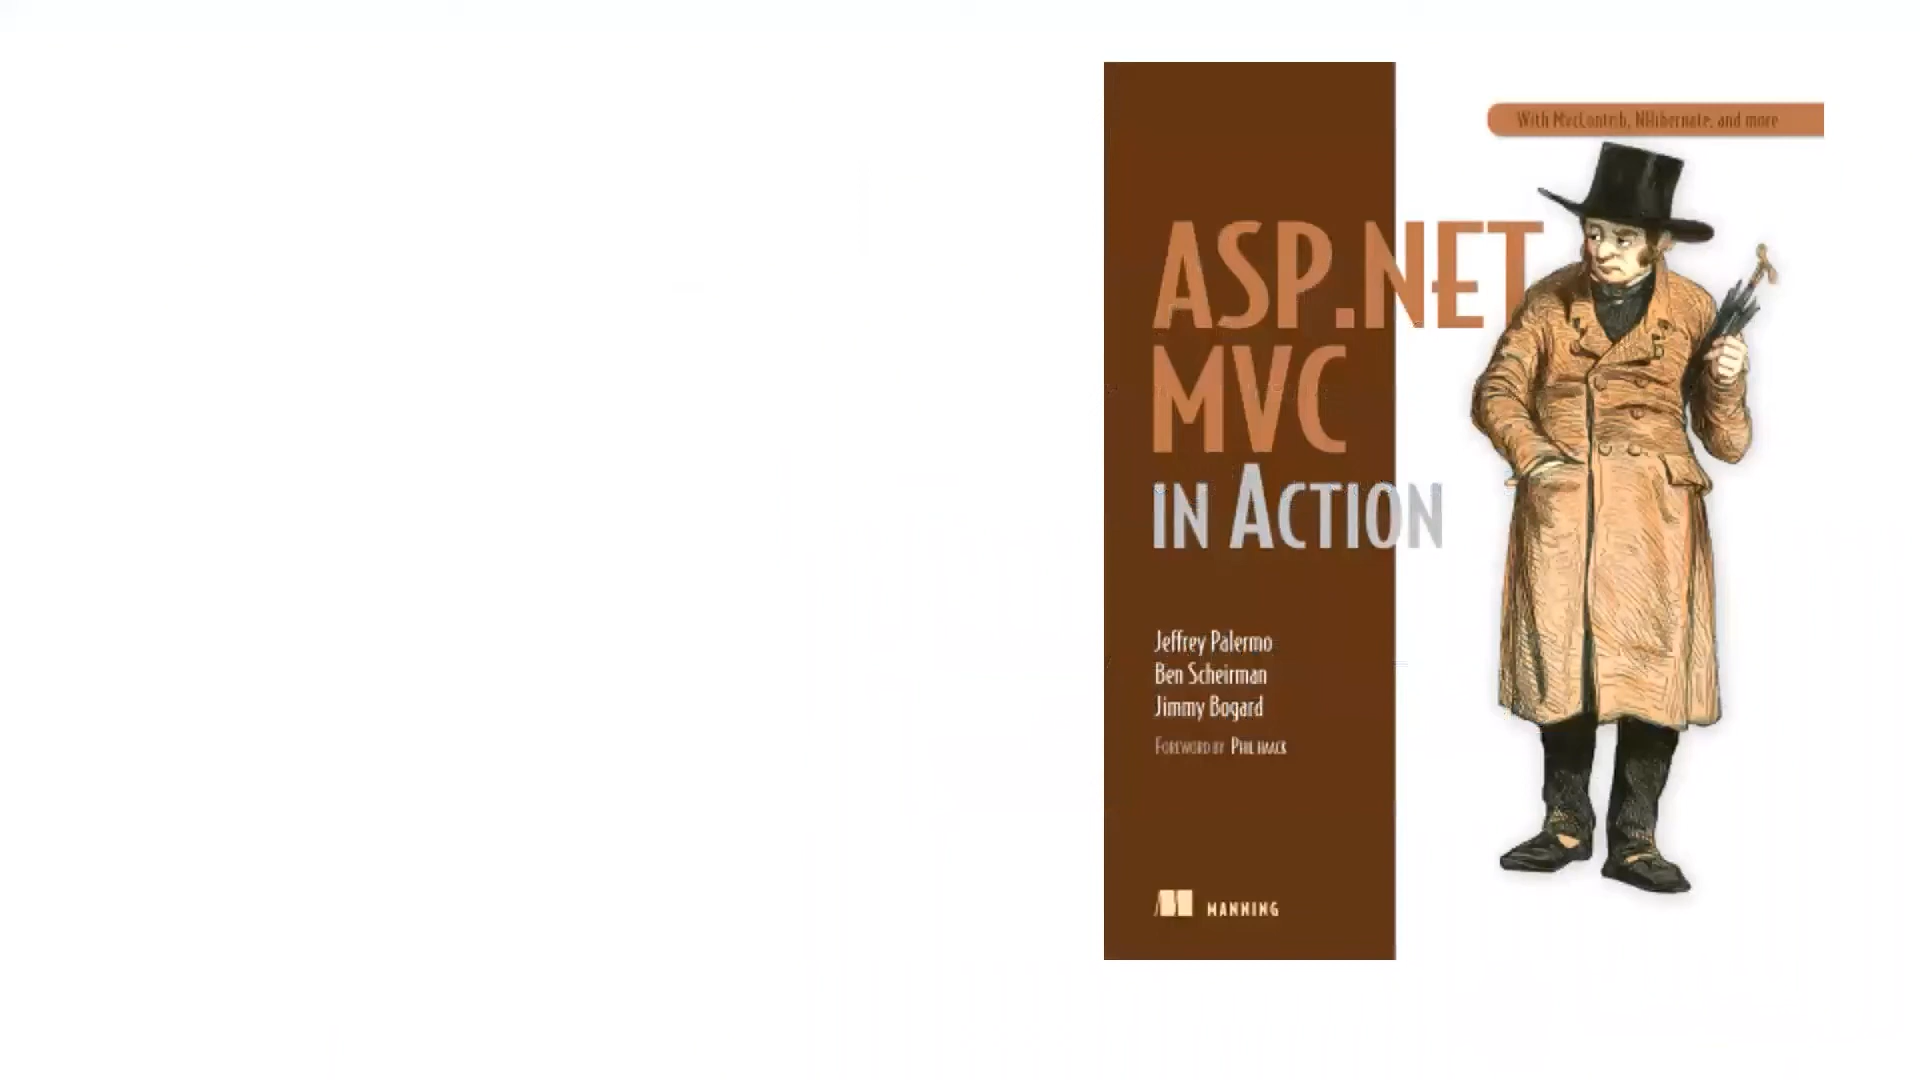 With MvcContrib, NHibernate, and more
ASP.NET
MVC
IN ACTION
Jeffrey Palermo
Ben Scheirman
Jimmy Bogard
FOREWORD BY PHIL HAACK
MANNING